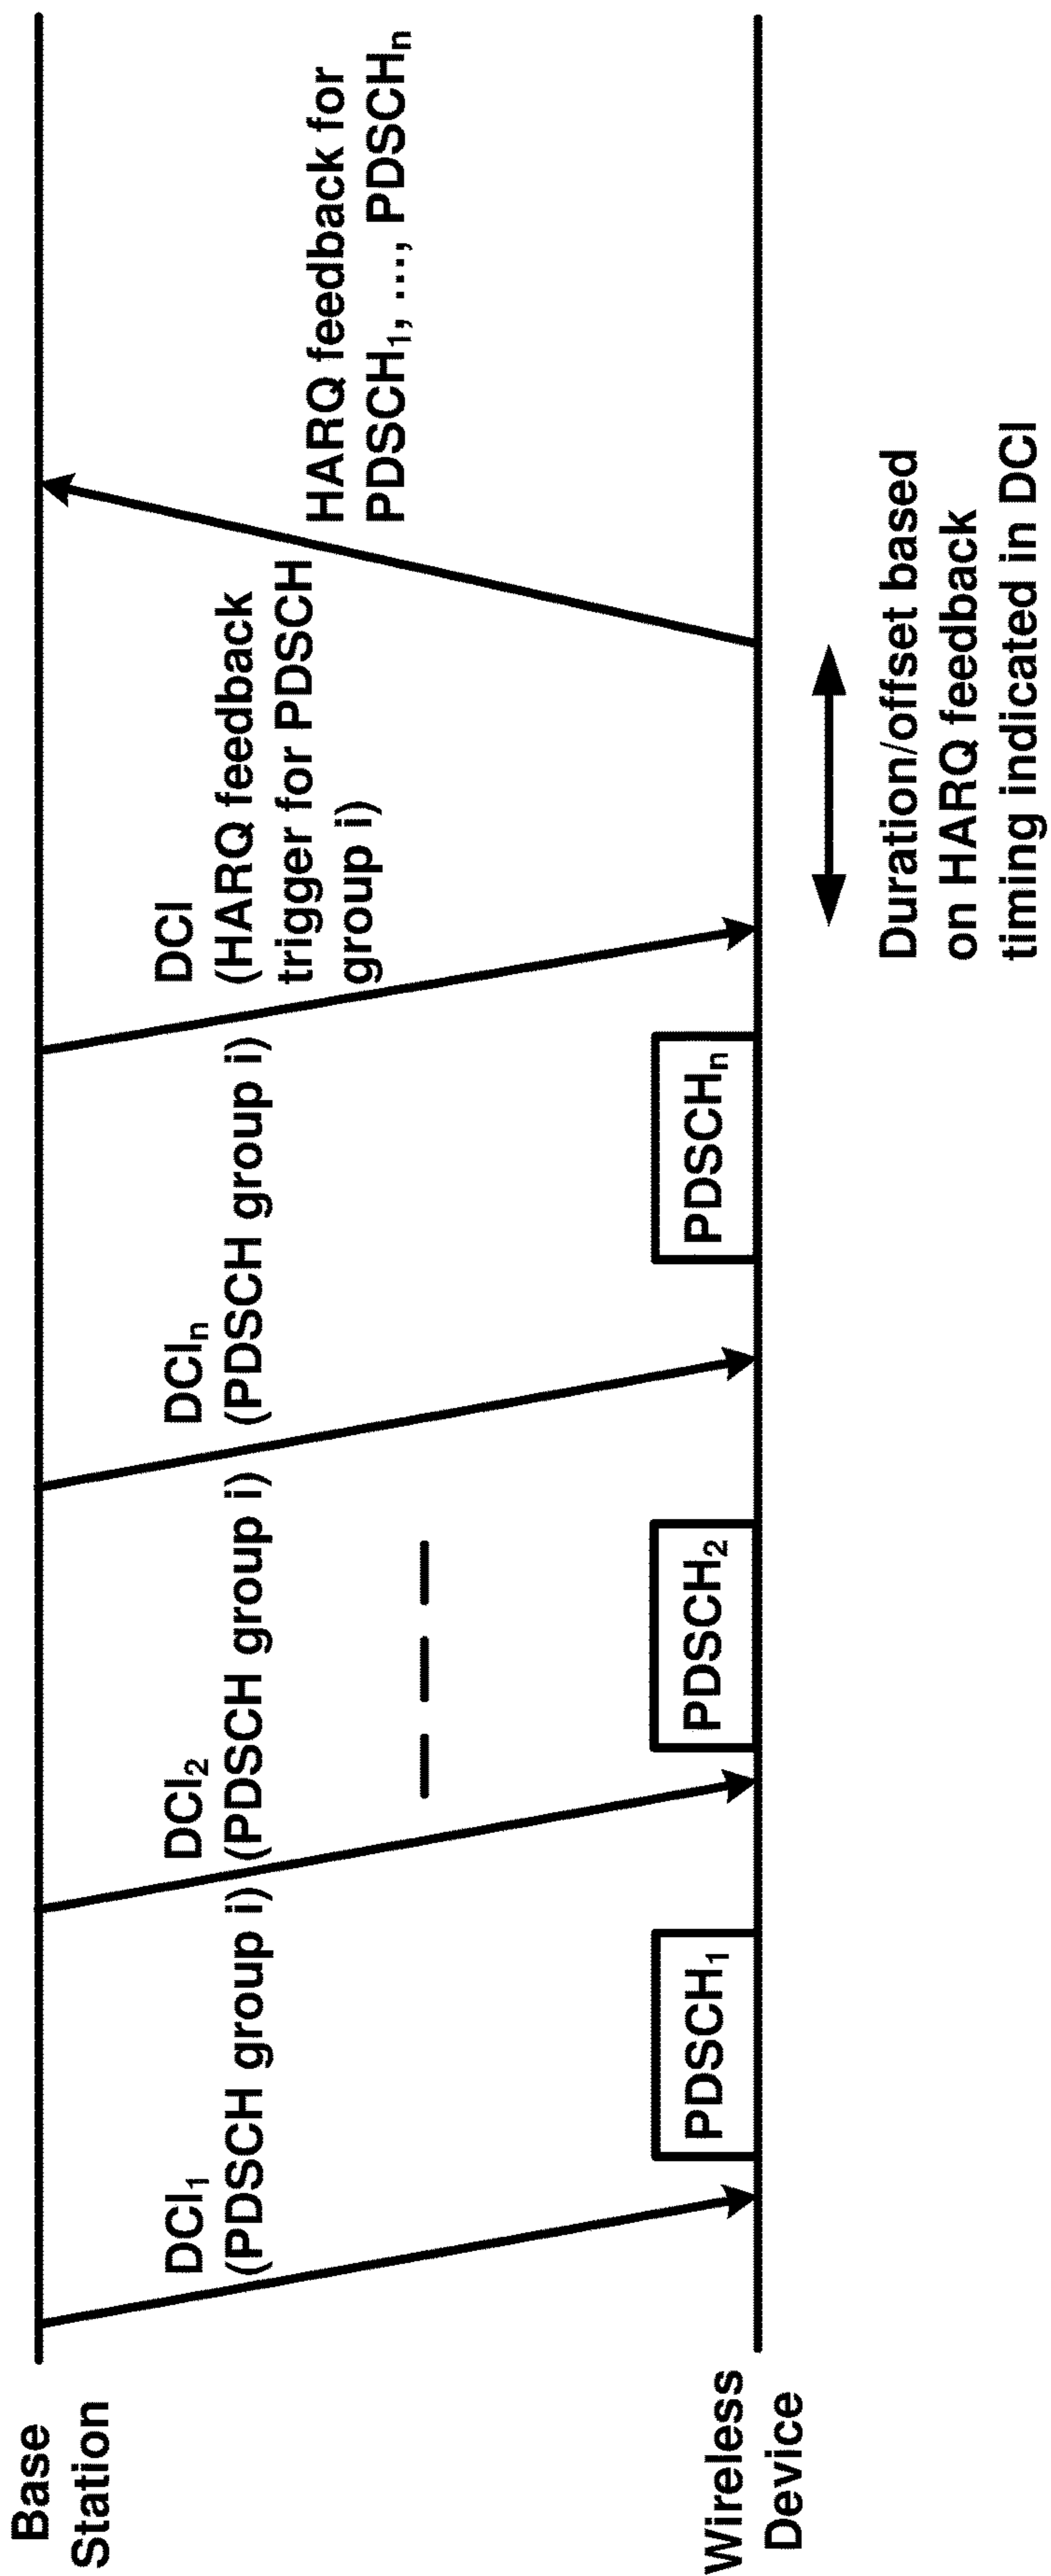 Base
Station
DCI1
(PDSCH group i)
DCI2
(PDSCH group i)
DCIn
(PDSCH group i)
DCI
(HARQ feedback
trigger for PDSCH
group i)
HARQ feedback for
PDSCH1, ..., PDSCHn
PDSCH1
PDSCH2
PDSCHn
Wireless
Device
Duration/offset based
on HARQ feedback
timing indicated in DCI